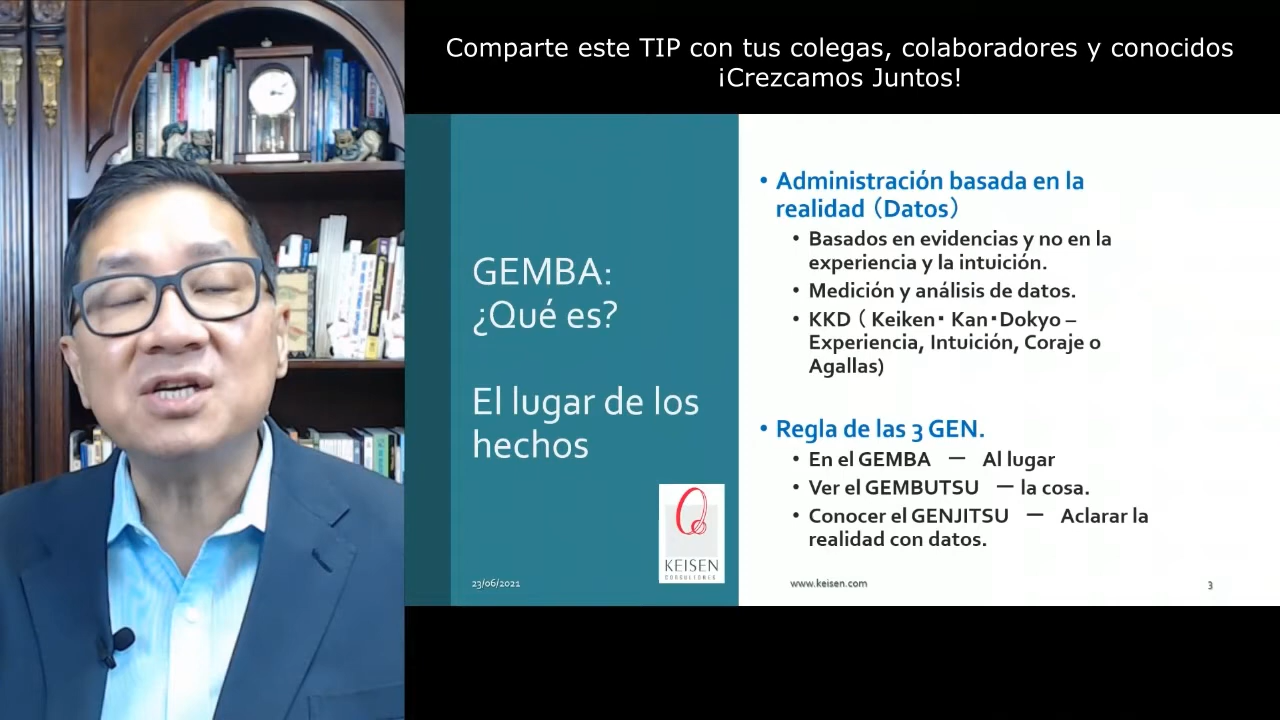 Comparte este TIP con tus colegas, colaboradores y conocidos
¡Crezcamos Juntos!
GEMBA:
¿Qué es?
El lugar de los
hechos
KEISEN
CONSULTORES
23/06/2021
• Administración basada en la
realidad (Datos)
• Basados en evidencias y no en la
experiencia y la intuición.
• Medición y análisis de datos.
• KKD ( Keiken・Kan・Dokyo –
Experiencia, Intuición, Coraje o
Agallas)
• Regla de las 3 GEN.
• En el GEMBA － Al lugar
• Ver el GEMBUTSU － la cosa.
• Conocer el GENJITSU － Aclarar la
realidad con datos.
www.keisen.com
3